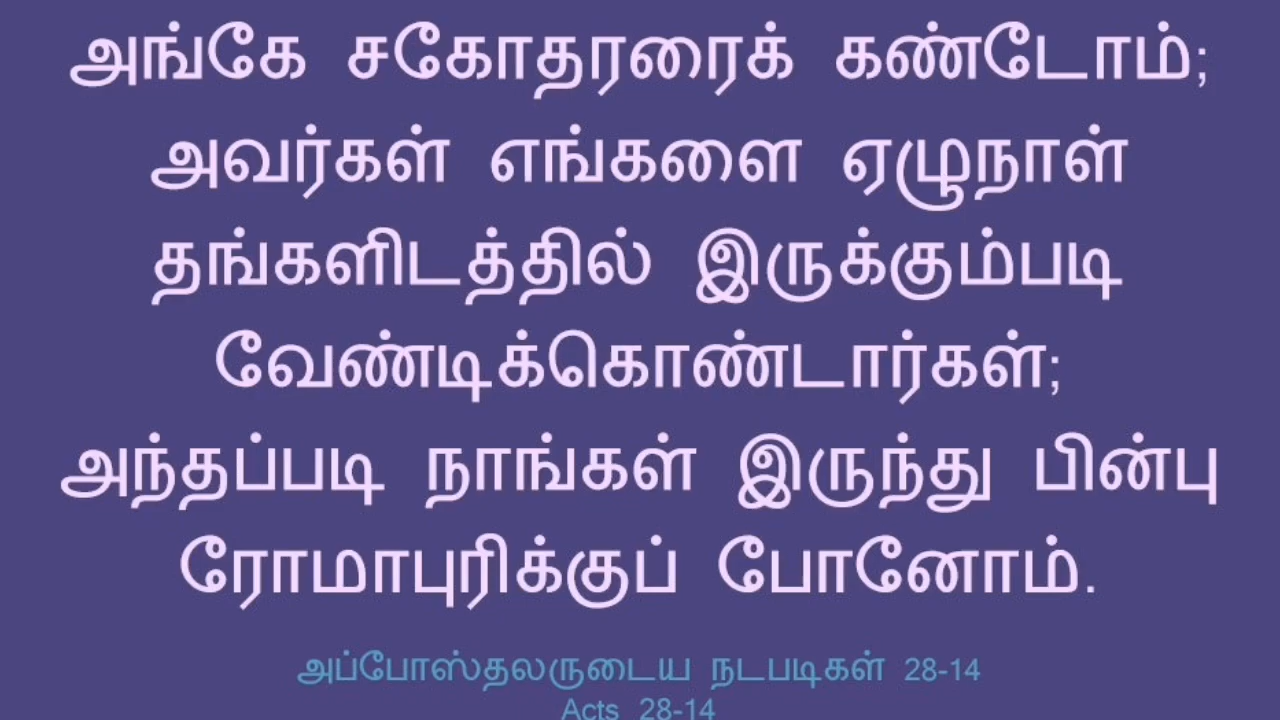 அங்கே சகோதரரைக் கண்டோம்;
அவர்கள் எங்களை ஏழுநாள்
தங்களிடத்தில் இருக்கும்படி
வேண்டிக்கொண்டார்கள்;
அந்தப்படி நாங்கள் இருந்து பின்பு
ரோமாபுரிக்குப் போனோம்.
அப்போஸ்தலருடைய நடபடிகள் 28-14
Acts 28-14